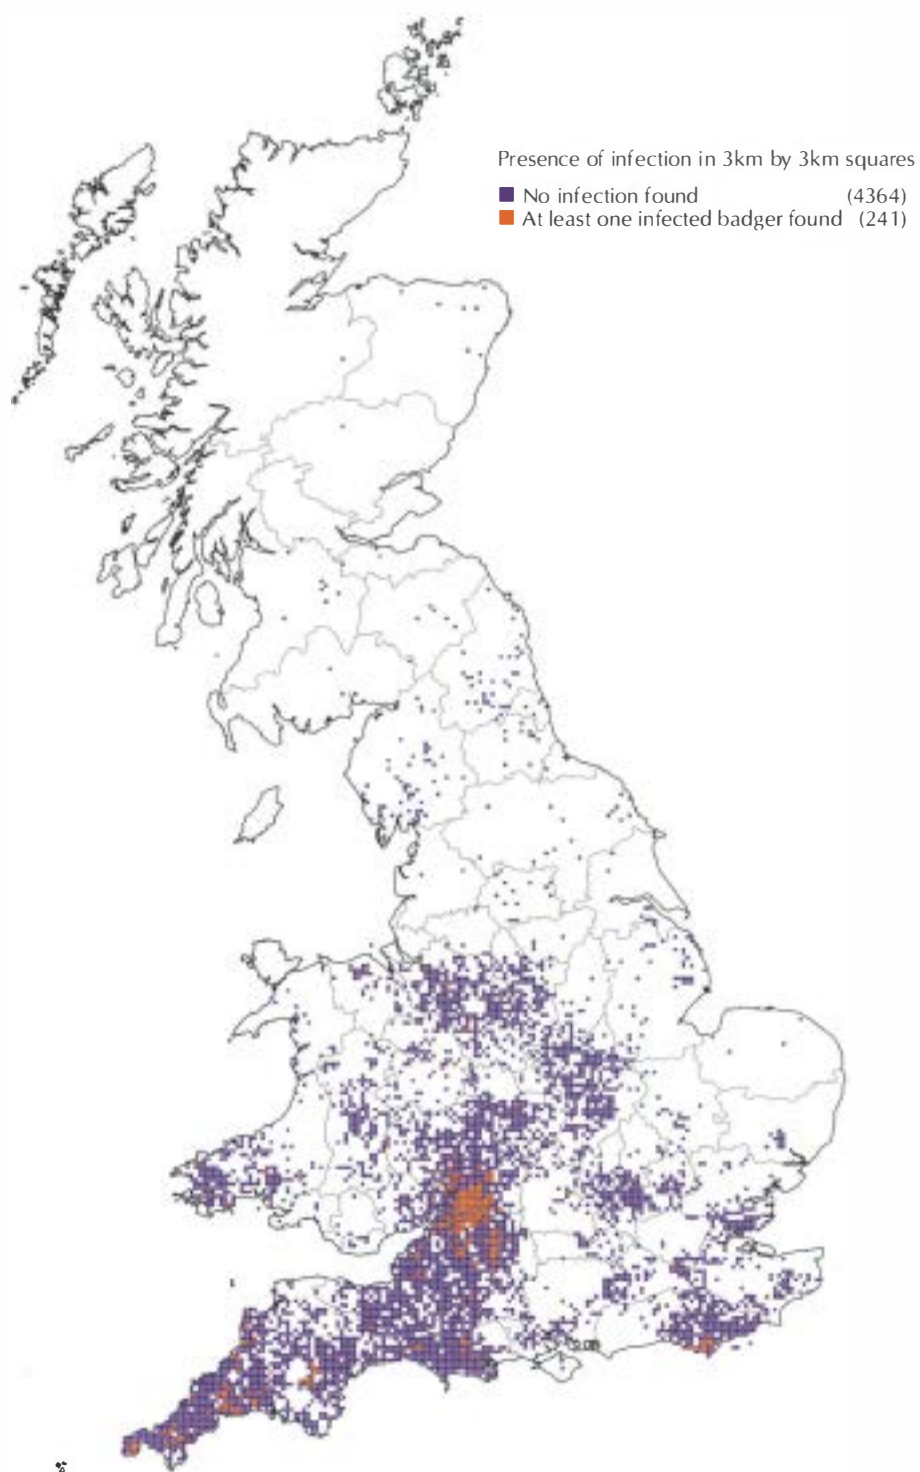 Presence of infection in 3km by 3km squares
No infection found (4364)
At least one infected badger found (241)